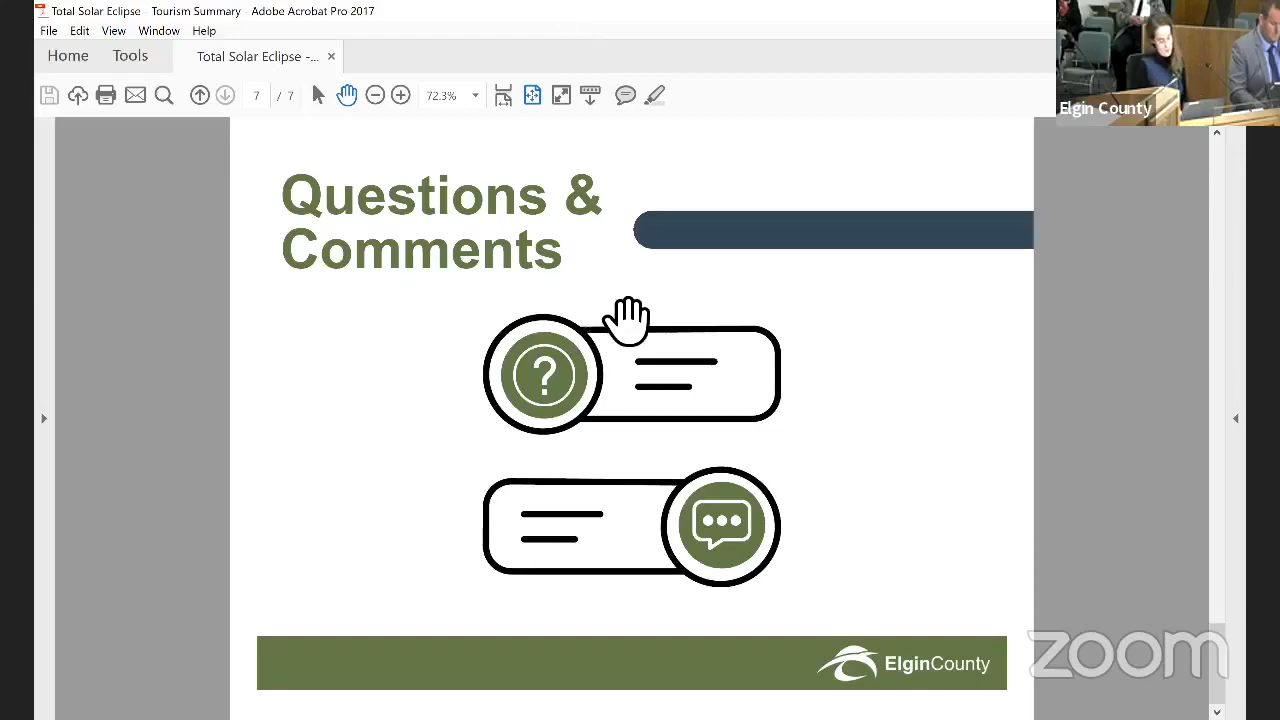 Total Solar Eclipse - Tourism Summary - Adobe Acrobat Pro 2017
File Edit View Window Help
Home Tools Total Solar Eclipse -... ×
7 / 7 72.3%
Elgin County
Questions &
Comments
?
ElginCounty
zoom